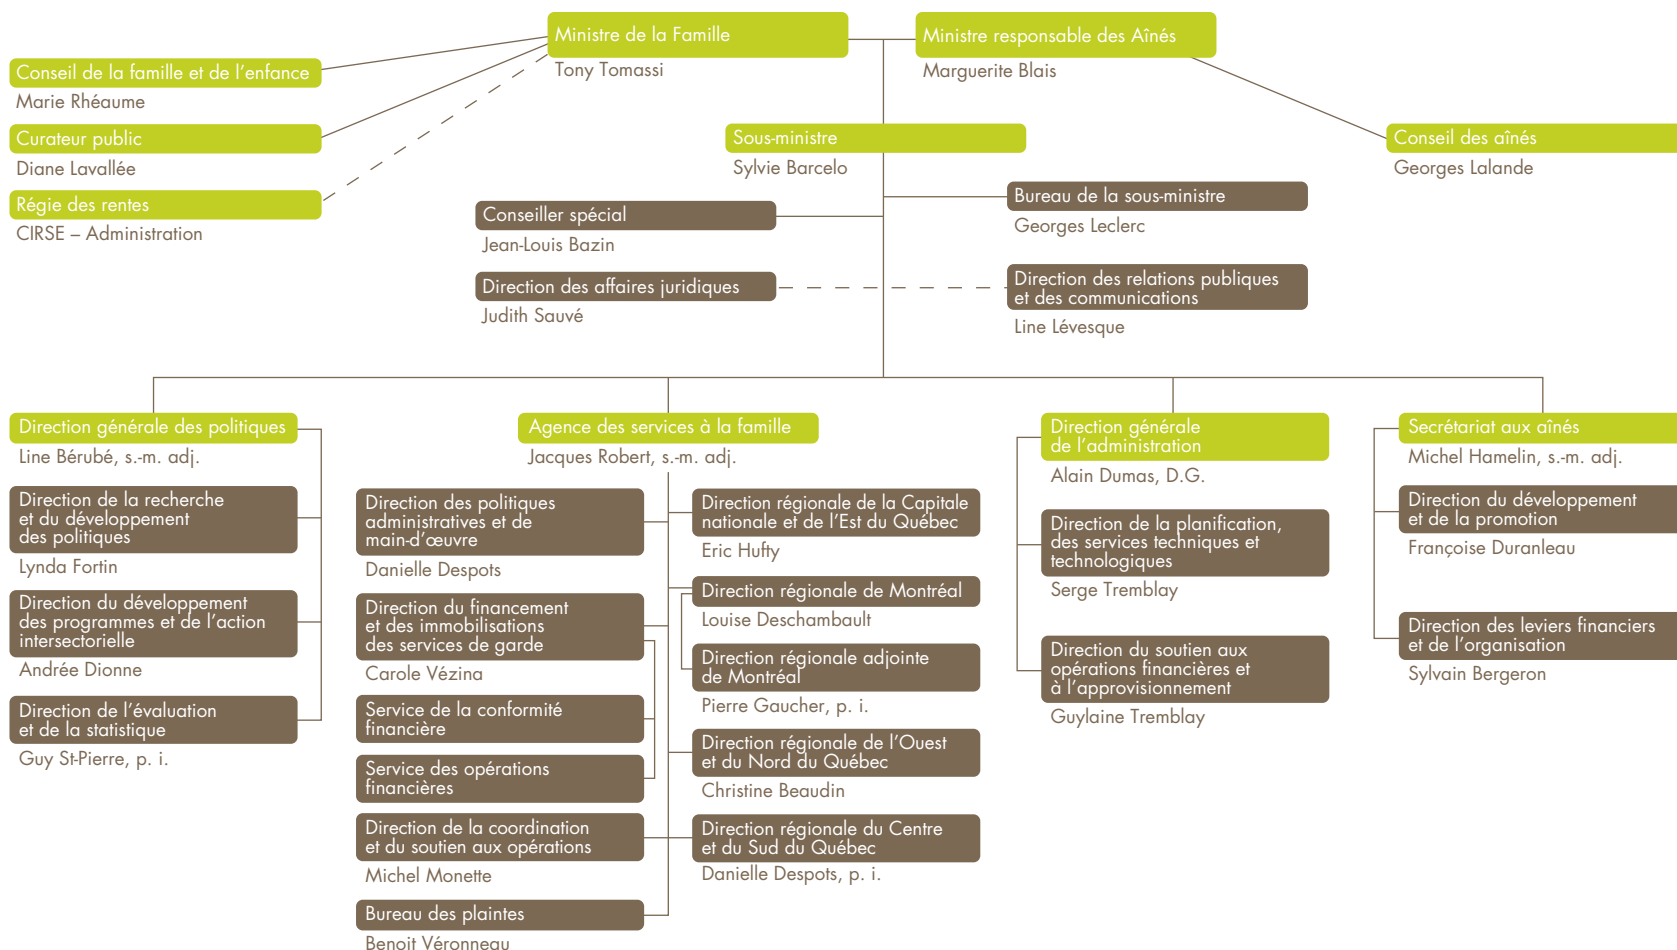 Ministre de la Famille
Tony Tomassi
Ministre responsable des Aînés
Marguerite Blais
Conseil de la famille et de l'enfance
Marie Rhéaume
Curateur public
Diane Lavallée
Régie des rentes
CIRSE – Administration
Sous-ministre
Sylvie Barcelo
Conseil des aînés
Georges Lalande
Conseiller spécial
Jean-Louis Bazin
Bureau de la sous-ministre
Georges Leclerc
Direction des affaires juridiques
Judith Sauvé
Direction des relations publiques
et des communications
Line Lévesque
Direction générale des politiques
Line Bérubé, s.-m. adj.
Direction de la recherche
et du développement
des politiques
Lynda Fortin
Direction du développement
des programmes et de l'action
intersectorielle
Andrée Dionne
Direction de l'évaluation
et de la statistique
Guy St-Pierre, p. i.
Agence des services à la famille
Jacques Robert, s.-m. adj.
Direction des politiques
administratives et de
main-d'œuvre
Danielle Despots
Direction du financement
et des immobilisations
des services de garde
Carole Vézina
Service de la conformité
financière
Service des opérations
financières
Direction de la coordination
et du soutien aux opérations
Michel Monette
Bureau des plaintes
Benoit Véronneau
Direction régionale de la Capitale
nationale et de l'Est du Québec
Eric Hufty
Direction régionale de Montréal
Louise Deschambault
Direction régionale adjointe
de Montréal
Pierre Gaucher, p. i.
Direction régionale de l'Ouest
et du Nord du Québec
Christine Beaudin
Direction régionale du Centre
et du Sud du Québec
Danielle Despots, p. i.
Direction générale
de l'administration
Alain Dumas, D.G.
Direction de la planification,
des services techniques et
technologiques
Serge Tremblay
Direction du soutien aux
opérations financières et
à l'approvisionnement
Guylaine Tremblay
Secrétariat aux aînés
Michel Hamelin, s.-m. adj.
Direction du développement
et de la promotion
Françoise Duranleau
Direction des leviers financiers
et de l'organisation
Sylvain Bergeron